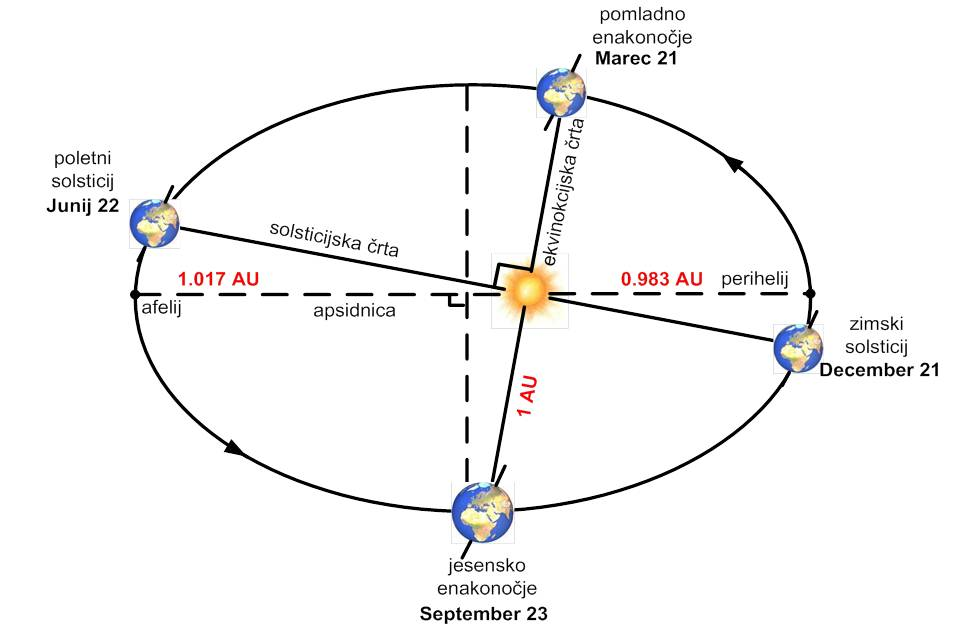 pomladno
enakonočje
Marec 21
poletni
solsticij
Junij 22
solsticijska črta
ekvinokcijska črta
1.017 AU
0.983 AU
perihelij
afelij
apsidnica
zimski
solsticij
December 21
1 AU
jesensko
enakonočje
September 23